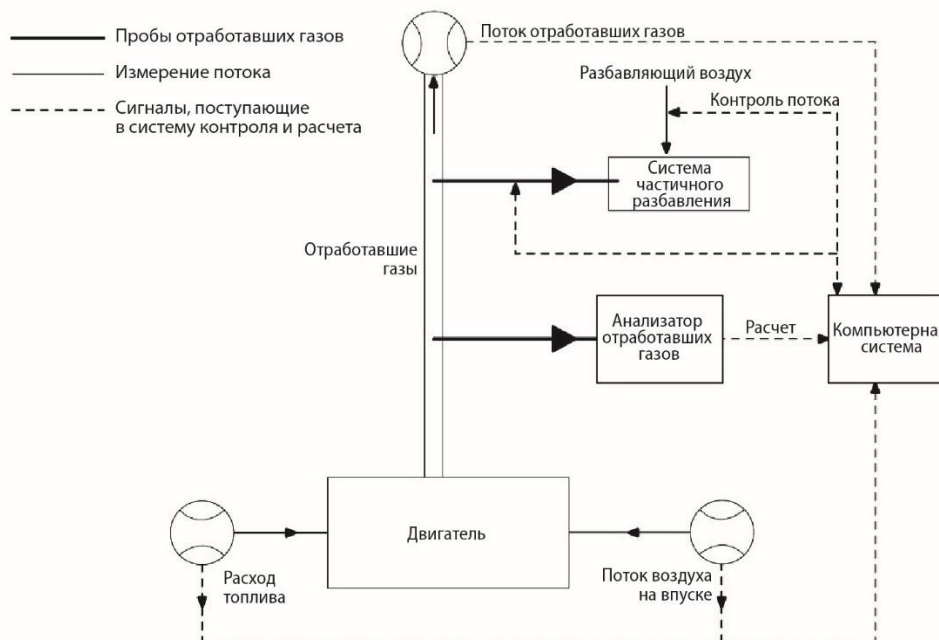 Пробы отработавших газов
Измерение потока
Сигналы, поступающие
в систему контроля и расчета
Поток отработавших газов
Разбавляющий воздух
Контроль потока
Система
частичного
разбавления
Отработавшие
газы
Анализатор
отработавших
газов
Расчет
Компьютерна
система
Двигатель
Расход
топлива
Поток воздуха
на впуске